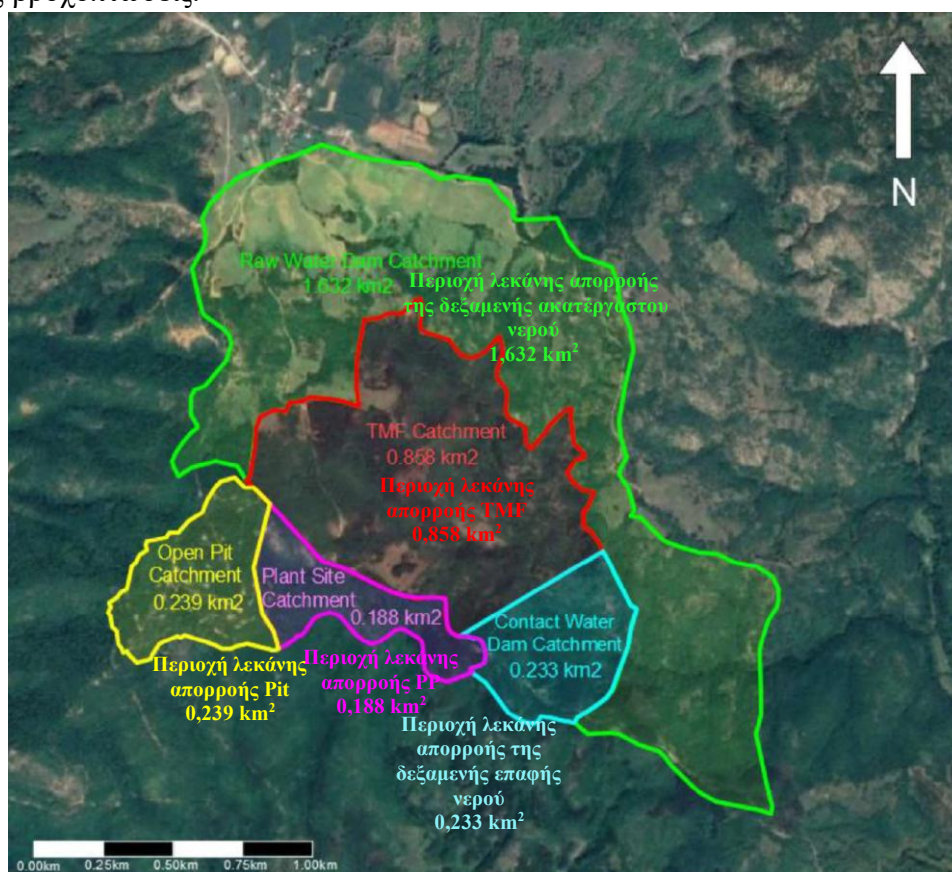 N
Raw Water Dam Catchment
1.632 km2
Περιοχή λεκάνης απορροής
της δεξαμενής ακατέργαστου
νερού
1,632 km²
TMF Catchment
0.858 km2
Περιοχή λεκάνης
απορροής TMF
0,858 km²
Open Pit
Catchment
0.239 km2
Plant Site
Catchment
0.188 km2
Contact Water
Dam Catchment
0.233 km2
Περιοχή λεκάνης
απορροής Pit
0,239 km²
Περιοχή λεκάνης
απορροής PP
0,188 km²
Περιοχή λεκάνης
απορροής της
δεξαμενής επαφής
νερού
0,233 km²
0.00km 0.25km 0.50km 0.75km 1.00km